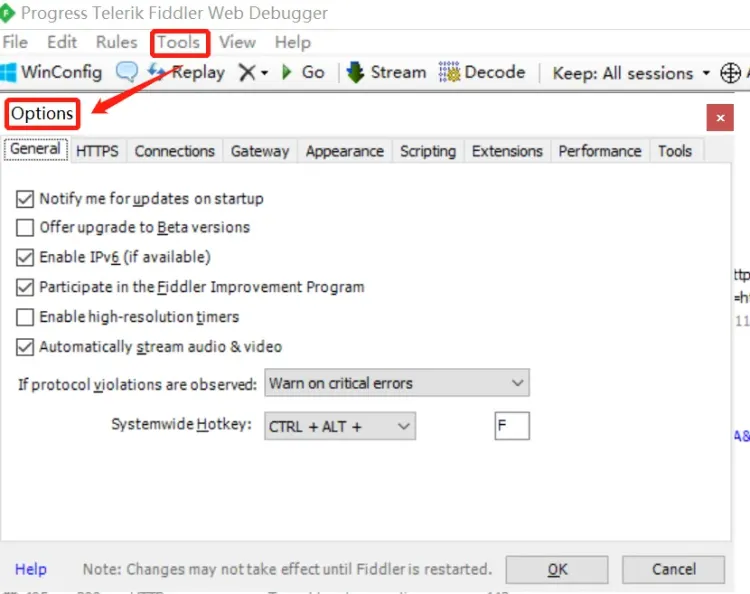 Progress Telerik Fiddler Web Debugger
File Edit Rules Tools View Help
WinConfig Replay Go Stream Decode Keep: All sessions
Options
General HTTPS Connections Gateway Appearance Scripting Extensions Performance Tools
Notify me for updates on startup
Offer upgrade to Beta versions
Enable IPv6 (if available)
Participate in the Fiddler Improvement Program
Enable high-resolution timers
Automatically stream audio & video
If protocol violations are observed: Warn on critical errors
Systemwide Hotkey: CTRL + ALT + F
Help Note: Changes may not take effect until Fiddler is restarted. OK Cancel